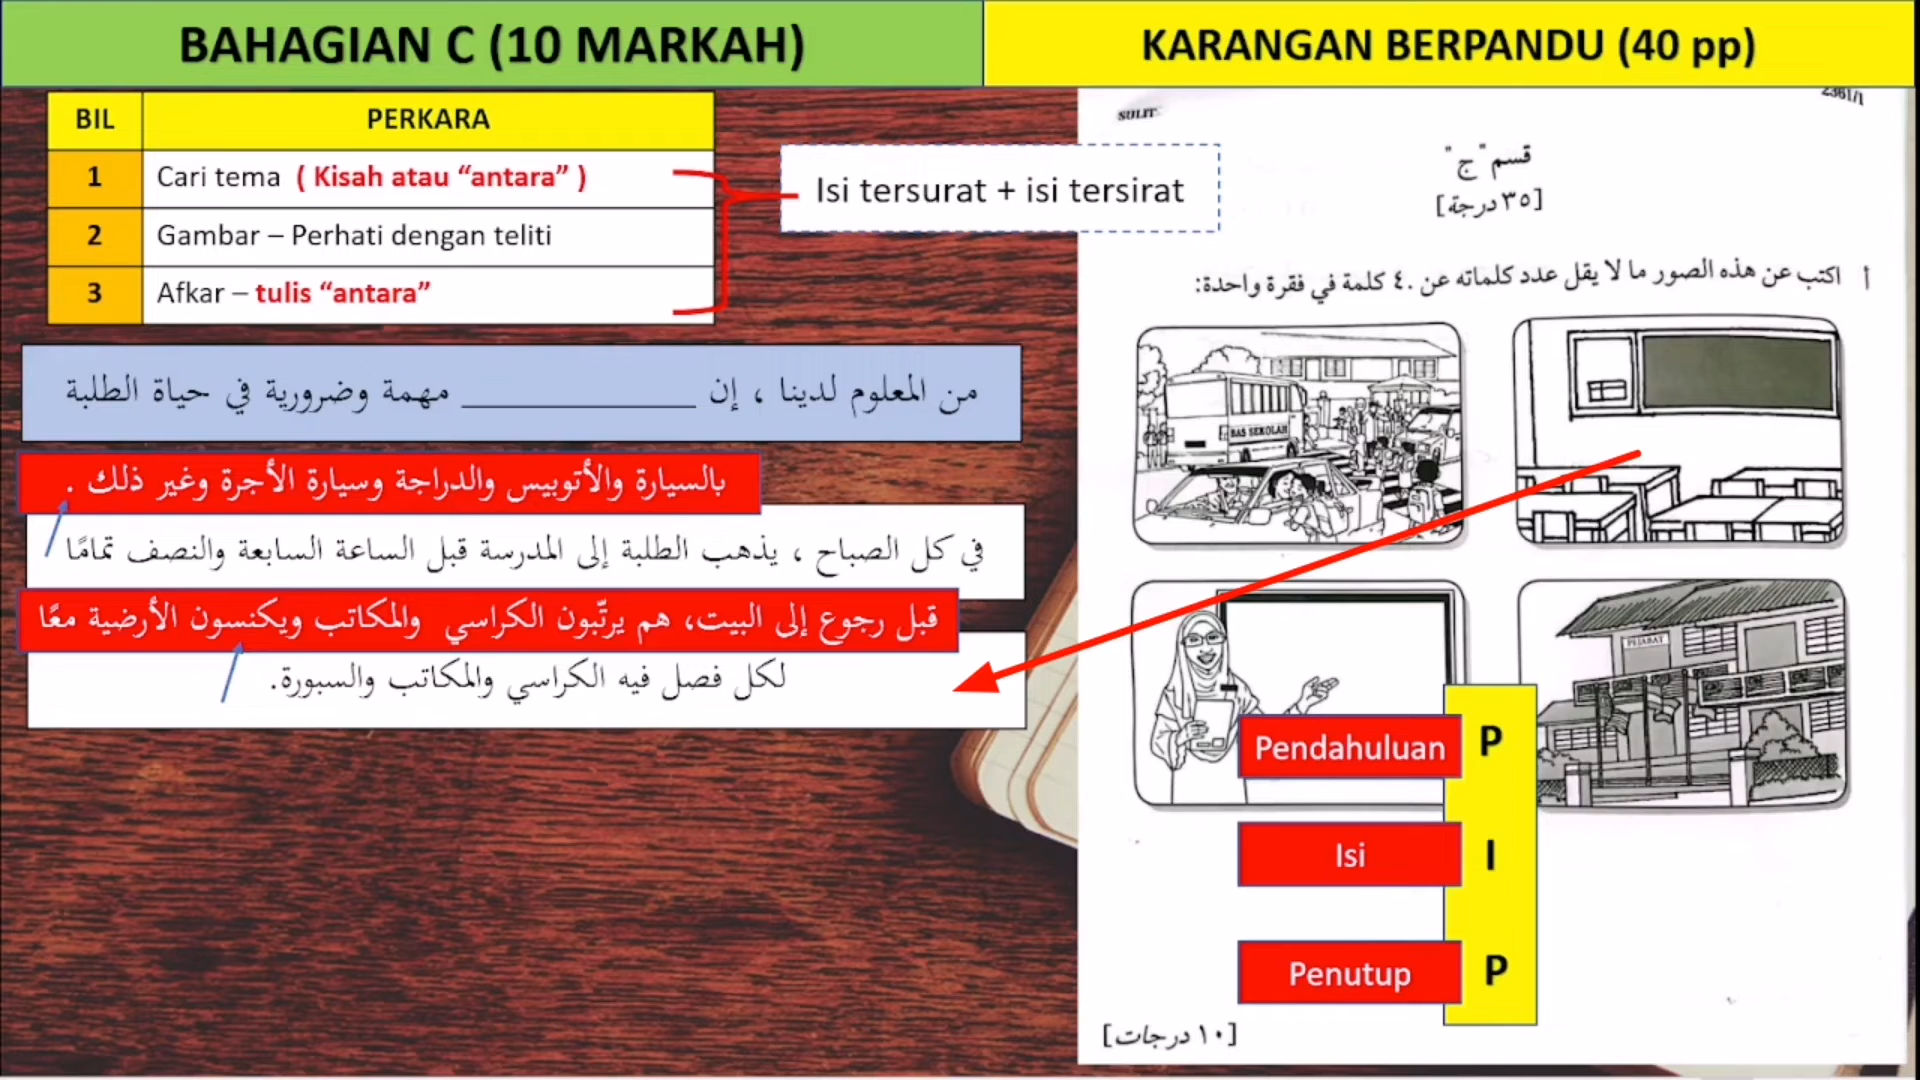 BAHAGIAN C (10 MARKAH)
KARANGAN BERPANDU (40 pp)
BIL PERKARA
1 Cari tema ( Kisah atau “antara” )
2 Gambar – Perhati dengan teliti
3 Afkar – tulis “antara”
Isi tersurat + isi tersirat
من المعلوم لدينا ، إن ______________ مهمة وضرورية في حياة الطلبة
بالسيارة والأتوبيس والدراجة وسيارة الأجرة وغير ذلك .
في كل الصباح ، يذهب الطلبة إلى المدرسة قبل الساعة السابعة والنصف تمامًا
قبل رجوع إلى البيت، هم يرتّبون الكراسي والمكاتب ويكنسون الأرضية معًا
لكل فصل فيه الكراسي والمكاتب والسبورة.
SULIT
2361/1
قسم "ج"
[٣٥ درجة]
أ اكتب عن هذه الصور ما لا يقل عدد كلماته عن ٤٠ كلمة في فقرة واحدة:
BAS SEKOLAH
PEJABAT
Pendahuluan P
Isi I
Penutup P
[١٠ درجات]